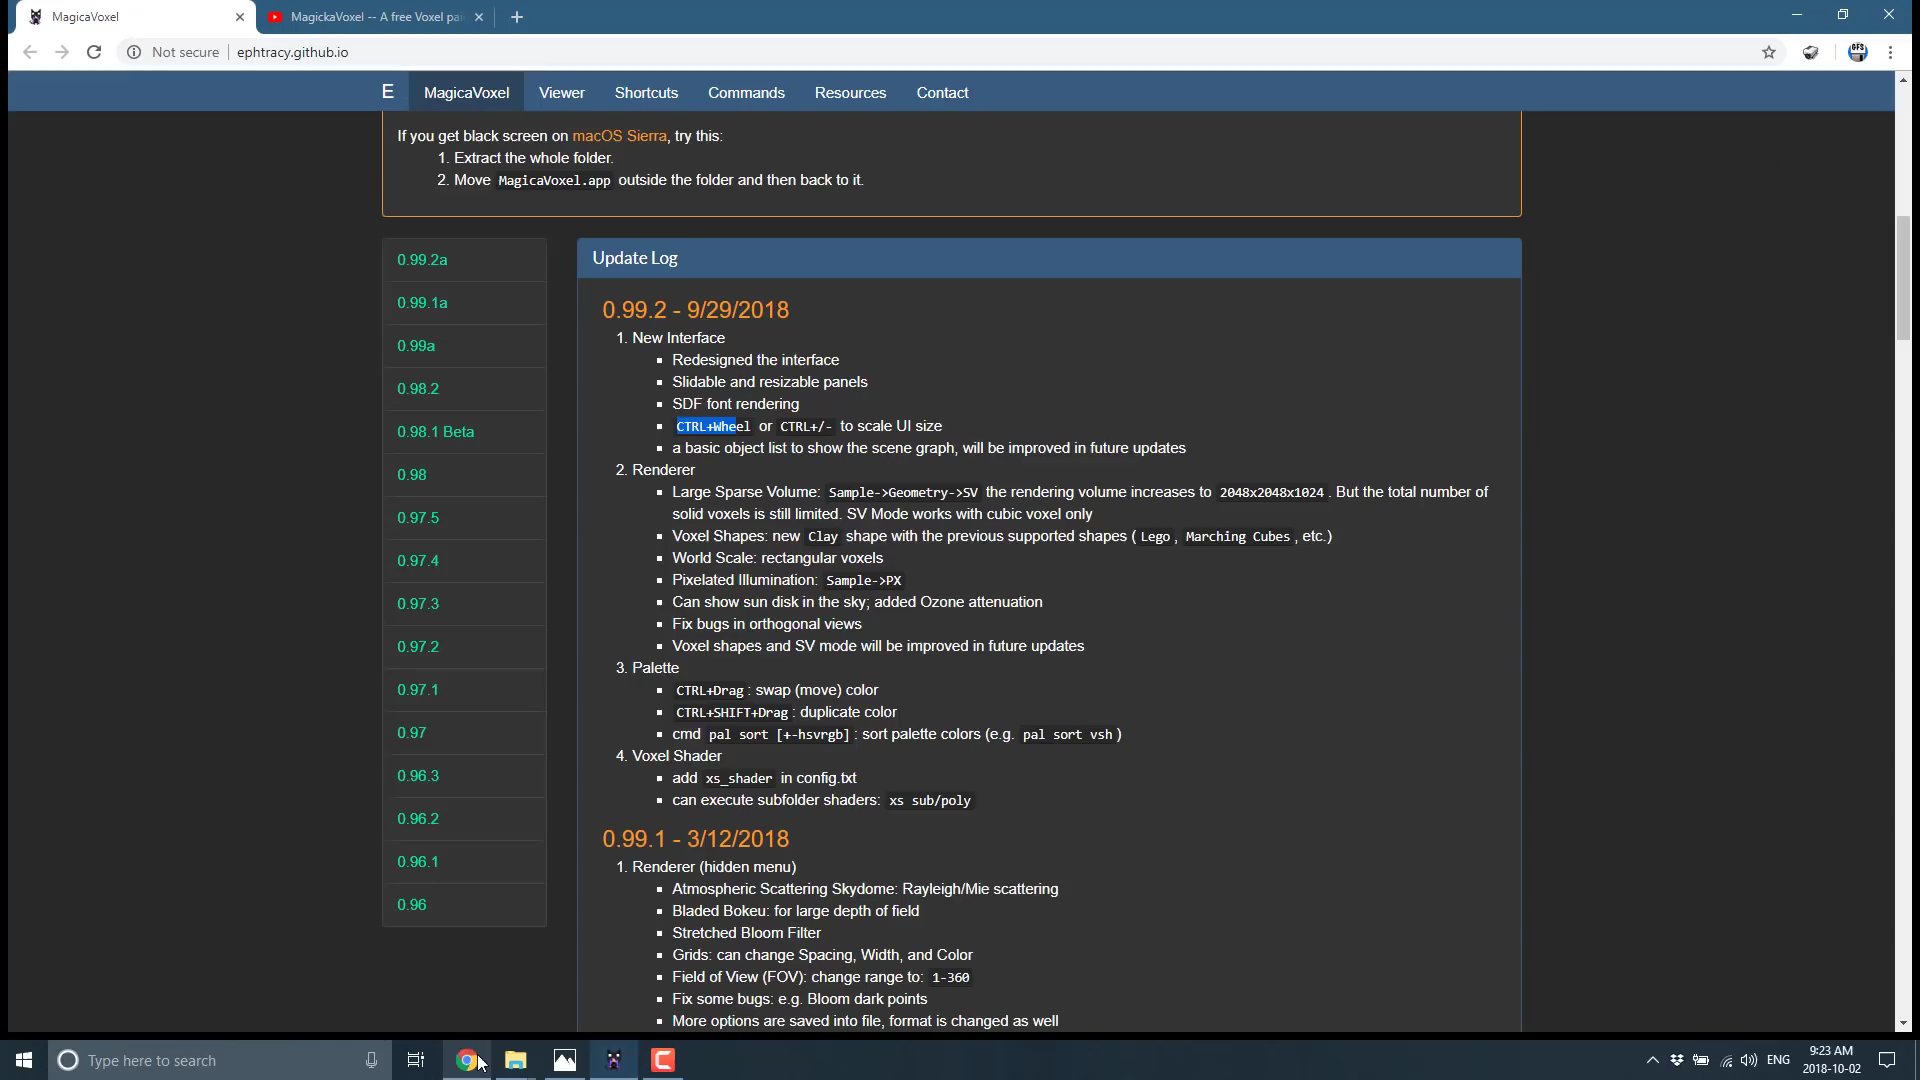 MagicaVoxel
MagickaVoxel -- A free Voxel pai
Not secure
ephtracy.github.io
E
MagicaVoxel
Viewer
Shortcuts
Commands
Resources
Contact
If you get black screen on macOS Sierra, try this:
1. Extract the whole folder.
2. Move MagicaVoxel.app outside the folder and then back to it.
0.99.2a
0.99.1a
0.99a
0.98.2
0.98.1 Beta
0.98
0.97.5
0.97.4
0.97.3
0.97.2
0.97.1
0.97
0.96.3
0.96.2
0.96.1
0.96
Update Log
0.99.2 - 9/29/2018
1. New Interface
Redesigned the interface
Slidable and resizable panels
SDF font rendering
CTRL+Wheel or CTRL+/- to scale UI size
a basic object list to show the scene graph, will be improved in future updates
2. Renderer
Large Sparse Volume: Sample->Geometry->SV the rendering volume increases to 2048x2048x1024. But the total number of
solid voxels is still limited. SV Mode works with cubic voxel only
Voxel Shapes: new Clay shape with the previous supported shapes ( Lego, Marching Cubes, etc.)
World Scale: rectangular voxels
Pixelated Illumination: Sample->PX
Can show sun disk in the sky; added Ozone attenuation
Fix bugs in orthogonal views
Voxel shapes and SV mode will be improved in future updates
3. Palette
CTRL+Drag: swap (move) color
CTRL+SHIFT+Drag: duplicate color
cmd pal sort [+-hsvrgb]: sort palette colors (e.g. pal sort vsh)
4. Voxel Shader
add xs_shader in config.txt
can execute subfolder shaders: xs sub/poly
0.99.1 - 3/12/2018
1. Renderer (hidden menu)
Atmospheric Scattering Skydome: Rayleigh/Mie scattering
Bladed Bokeu: for large depth of field
Stretched Bloom Filter
Grids: can change Spacing, Width, and Color
Field of View (FOV): change range to: 1-360
Fix some bugs: e.g. Bloom dark points
More options are saved into file, format is changed as well
Type here to search
ENG
9:23 AM
2018-10-02